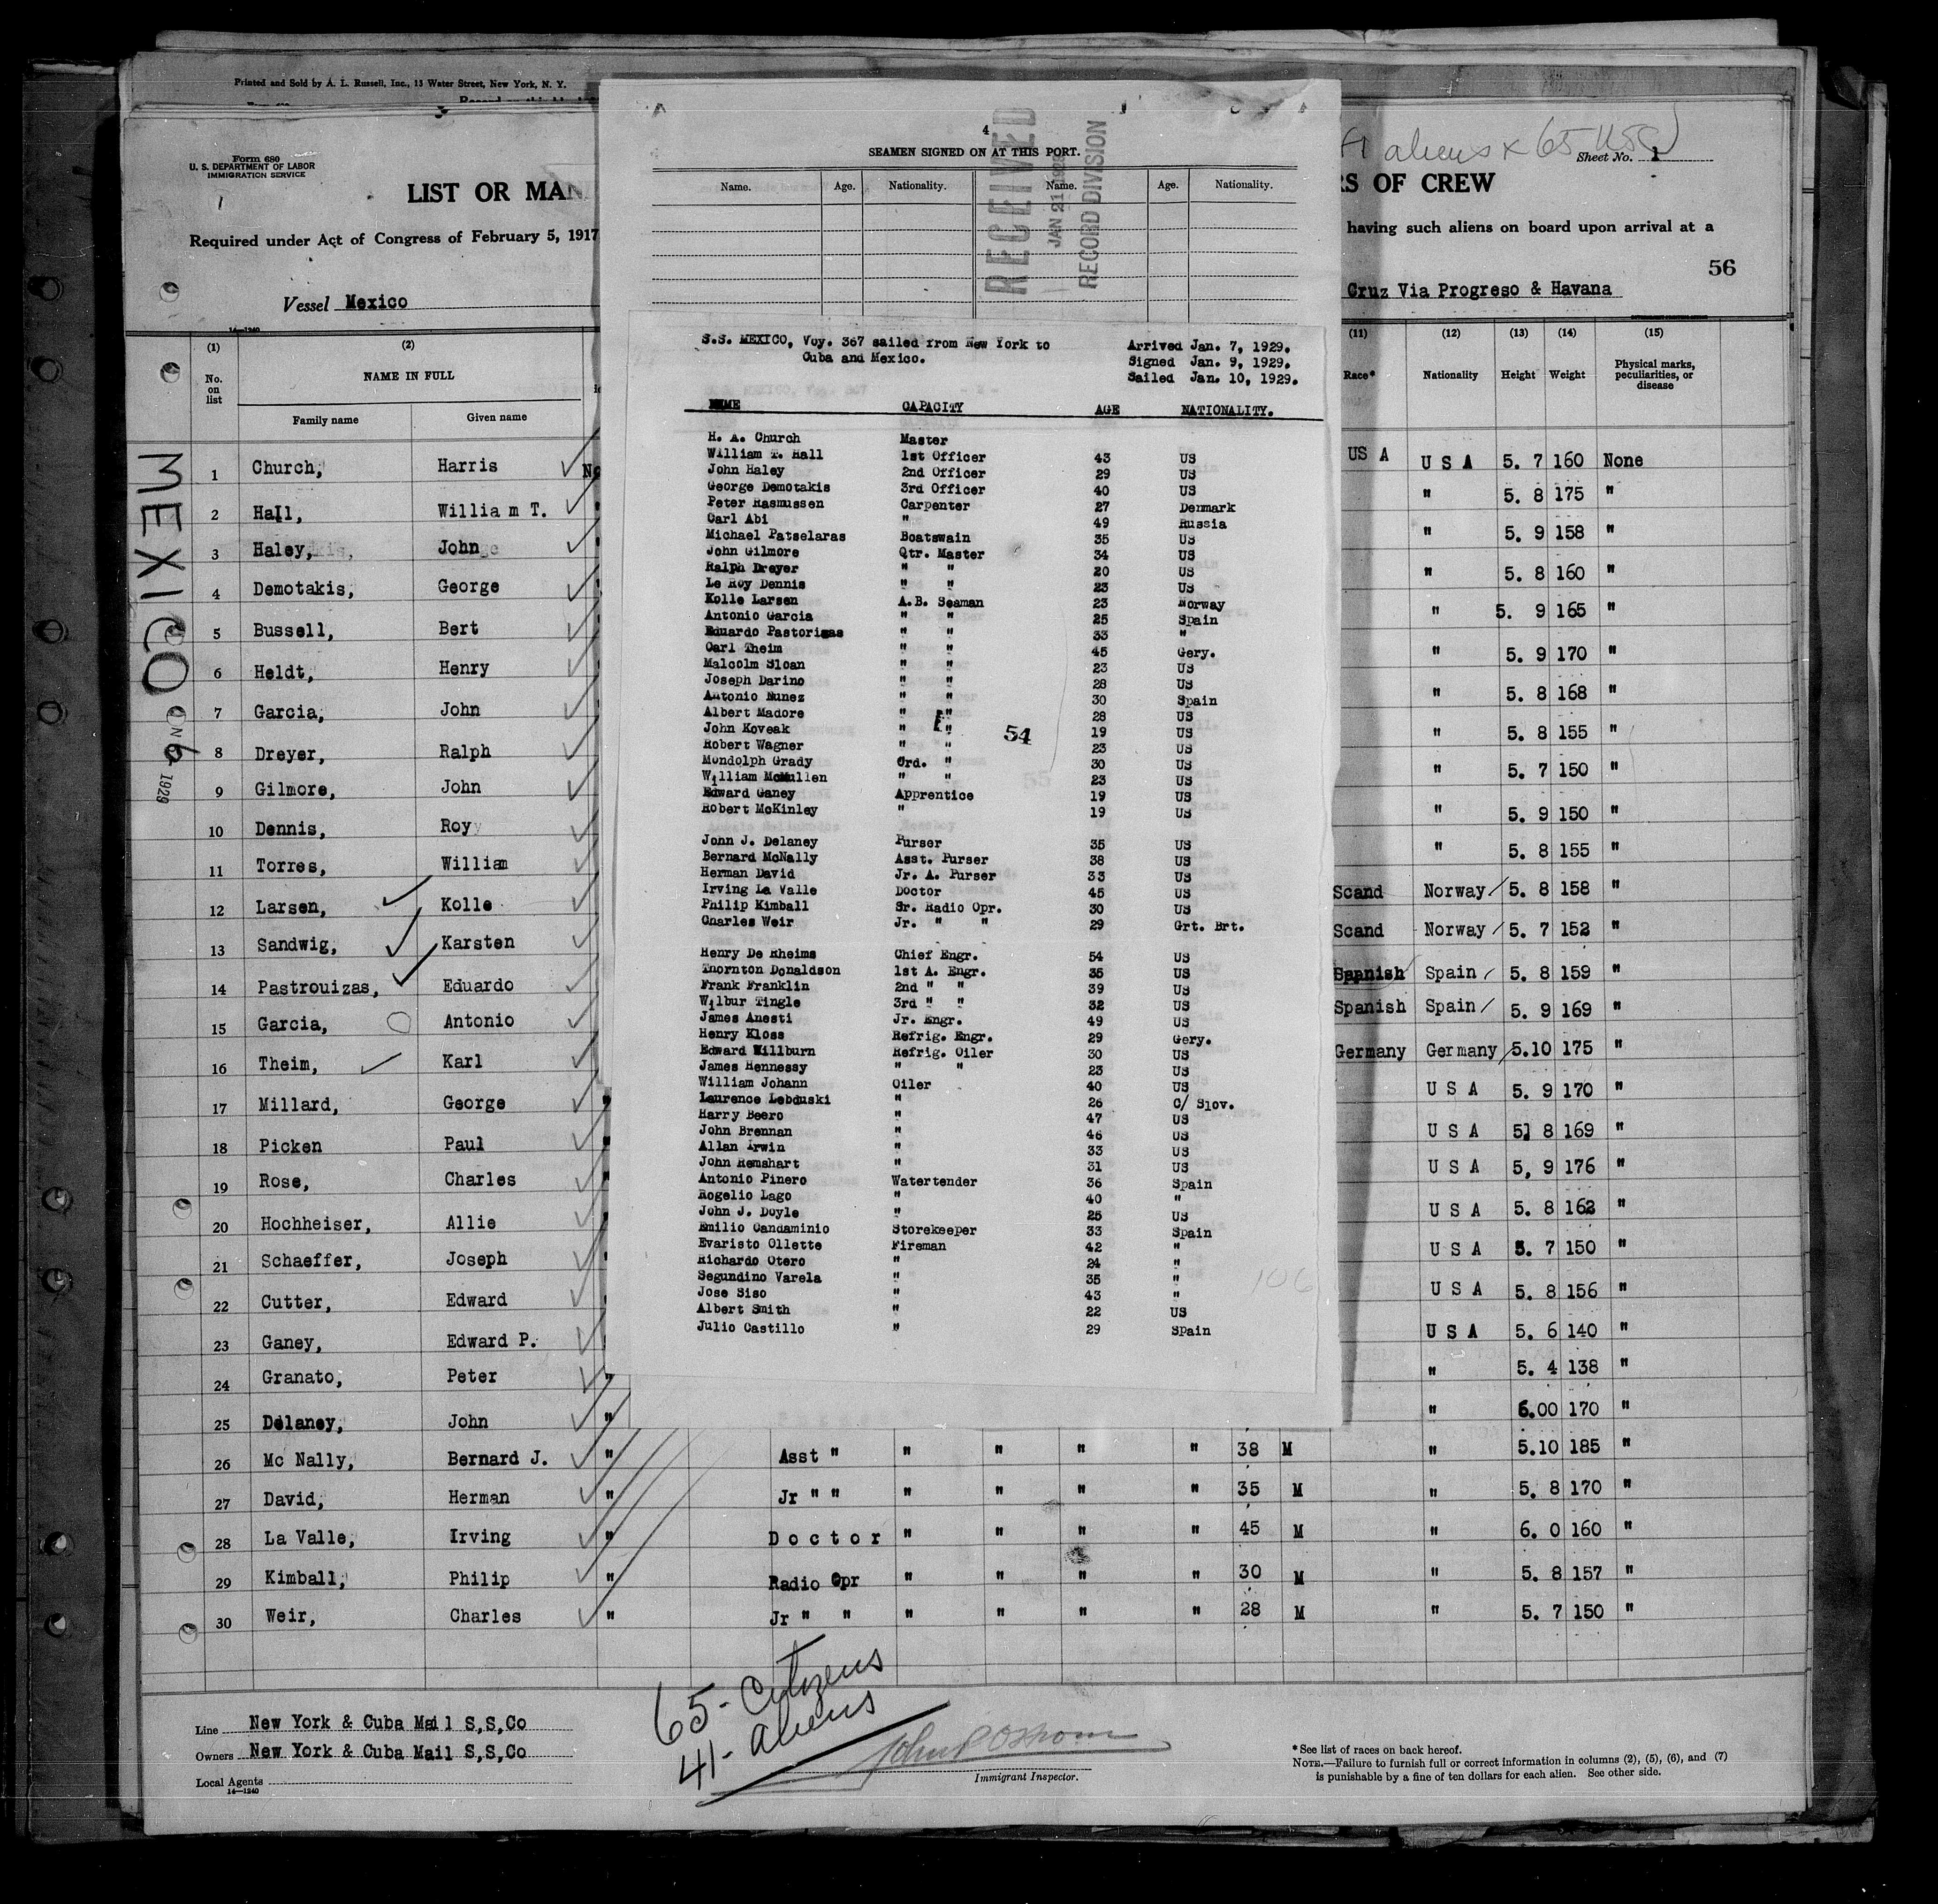 Printed and Sold by A. L. Russell, Inc., 13 Water Street, New York, N. Y.
Form 680
U. S. DEPARTMENT OF LABOR
IMMIGRATION SERVICE
1
LIST OR MAN
Required under Act of Congress of February 5, 1917
Vessel Mexico
14—1240
aliens x 65 USC
Sheet No. 1
RS OF CREW
having such aliens on board upon arrival at a
56
Cruz Via Progreso & Havana
4
SEAMEN SIGNED ON AT THIS PORT.
Name. Age. Nationality. Name. Age. Nationality.
RECEIVED
JAN 21 1929
RECORD DIVISION
S.S. MEXICO, Voy. 367 sailed from New York to Arrived Jan. 7, 1929.
Cuba and Mexico. Signed Jan. 9, 1929.
Sailed Jan. 10, 1929.
NAME CAPACITY AGE NATIONALITY.
H. A. Church Master
William T. Hall 1st Officer 43 US
John Haley 2nd Officer 29 US
George Demotakis 3rd Officer 40 US
Peter Rasmussen Carpenter 27 Denmark
Carl Abi " 49 Russia
Michael Patselaras Boatswain 35 US
John Gilmore Qtr. Master 34 US
Ralph Dreyer " " 20 US
Le Roy Dennis " " 23 US
Kolle Larsen A.B. Seaman 23 Norway
Antonio Garcia " " 25 Spain
Eduardo Pastorizas " " 33 "
Carl Theim " " 45 Gery.
Malcolm Sloan " " 23 US
Joseph Darino " " 28 US
Antonio Nunez " " 30 Spain
Albert Madore " " 28 US
John Koveak " " 19 US
54
Robert Wagner " " 23 US
Mondolph Grady Ord. " 30 US
William McMullen " " 23 US
Edward Ganey Apprentice 19 US
Robert McKinley " 19 US
John J. Delaney Purser 35 US
Bernard McNally Asst. Purser 38 US
Herman David Jr. A. Purser 33 US
Irving La Valle Doctor 45 US
Philip Kimball Sr. Radio Opr. 30 US
Charles Weir Jr. " " 29 Grt. Brt.
Henry De Rheims Chief Engr. 54 US
Thornton Donaldson 1st A. Engr. 35 US
Frank Franklin 2nd " " 39 US
Wilbur Tingle 3rd " " 32 US
James Anesti Jr. Engr. 49 US
Henry Kloss Refrig. Engr. 29 Gery.
Edward Willburn Refrig. Oiler 30 US
James Hennessy " " 23 US
William Johann Oiler 40 US
Laurence Lebduski " 26 C/ Slov.
Harry Beero " 47 US
John Brennan " 46 US
Allan Irwin " 33 US
John Remshart " 31 US
Antonio Pinero Watertender 36 Spain
Rogelio Lago " 40 "
John J. Doyle " 25 US
Emilio Candaminio Storekeeper 33 Spain
Evaristo Ollette Fireman 42 "
Richardo Otero " 24 "
Segundino Varela " 35 "
106
Jose Siso " 43 "
Albert Smith " 22 US
Julio Castillo " 29 Spain
MEXICO
6
1929
(1) (2) (11) (12) (13) (14) (15)
No. on list NAME IN FULL Race* Nationality Height Weight Physical marks, peculiarities, or disease
Family name Given name
1 Church, Harris No US A U S A 5. 7 160 None
2 Hall, William T. " 5. 8 175 "
3 Haley, John " 5. 9 158 "
4 Demotakis, George " 5. 8 160 "
5 Bussell, Bert " 5. 9 165 "
6 Heldt, Henry " 5. 9 170 "
7 Garcia, John " 5. 8 168 "
8 Dreyer, Ralph " 5. 8 155 "
9 Gilmore, John " 5. 7 150 "
10 Dennis, Roy " 5. 9 150 "
11 Torres, William " 5. 8 155 "
12 Larsen, Kolle Scand Norway 5. 8 158 "
13 Sandwig, Karsten Scand Norway 5. 7 152 "
14 Pastrouizas, Eduardo Spanish Spain 5. 8 159 "
15 Garcia, Antonio Spanish Spain 5. 9 169 "
16 Theim, Karl Germany Germany 5.10 175 "
17 Millard, George " U S A 5. 9 170 "
18 Picken Paul " U S A 5. 8 169 "
19 Rose, Charles " U S A 5, 9 176 "
20 Hochheiser, Allie U S A 5. 8 162 "
21 Schaeffer, Joseph U S A 5. 7 150 "
22 Cutter, Edward U S A 5. 8 156 "
23 Ganey, Edward P. U S A 5. 6 140 "
24 Granato, Peter " " 5. 4 138 "
25 Delaney, John " " 6.00 170 "
26 Mc Nally, Bernard J. " Asst " " " " " 38 M " 5.10 185 "
27 David, Herman " Jr " " " " " " 35 M " 5. 8 170 "
28 La Valle, Irving " Doctor " " " " 45 M " 6. 0 160 "
29 Kimball, Philip " Radio Opr " " " " 30 M " 5. 8 157 "
30 Weir, Charles " Jr " " " " " " 28 M " 5. 7 150 "
65 - Citizens
41 - aliens
Line New York & Cuba Mail S,S,Co
Owners New York & Cuba Mail S,S,Co
Local Agents
14—1240
Immigrant Inspector.
*See list of races on back hereof.
NOTE.—Failure to furnish full or correct information in columns (2), (5), (6), and (7)
is punishable by a fine of ten dollars for each alien. See other side.